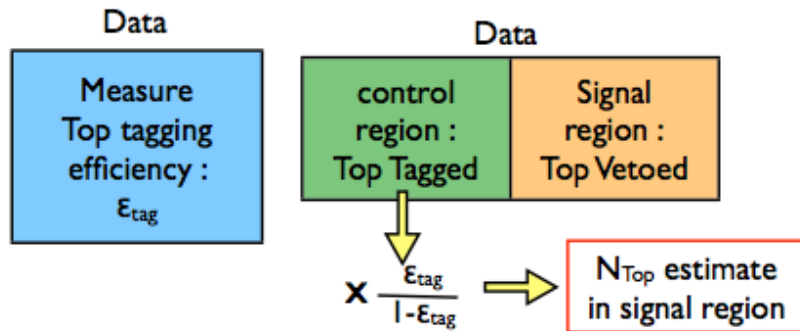 Data
Measure
Top tagging
efficiency :
εtag
Data
control
region :
Top Tagged
Signal
region :
Top Vetoed
x εtag
1-εtag
NTop estimate
in signal region